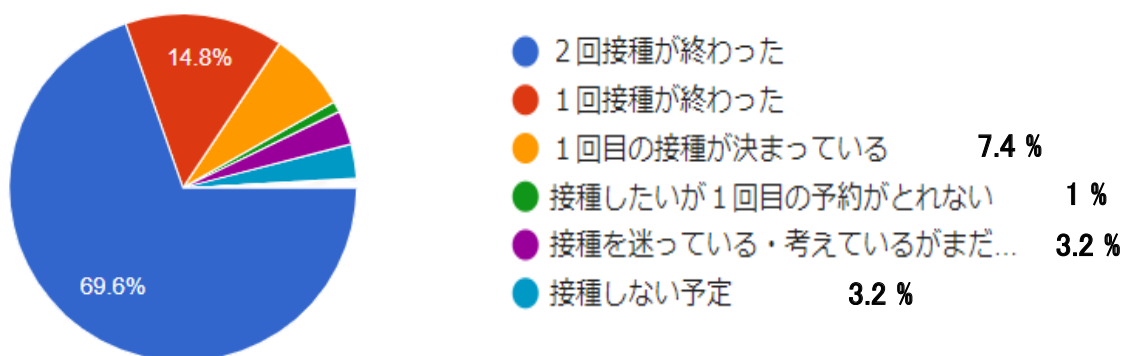 14.8%
69.6%
２回接種が終わった
１回接種が終わった
１回目の接種が決まっている 7.4 %
接種したいが１回目の予約がとれない 1 %
接種を迷っている・考えているがまだ... 3.2 %
接種しない予定 3.2 %